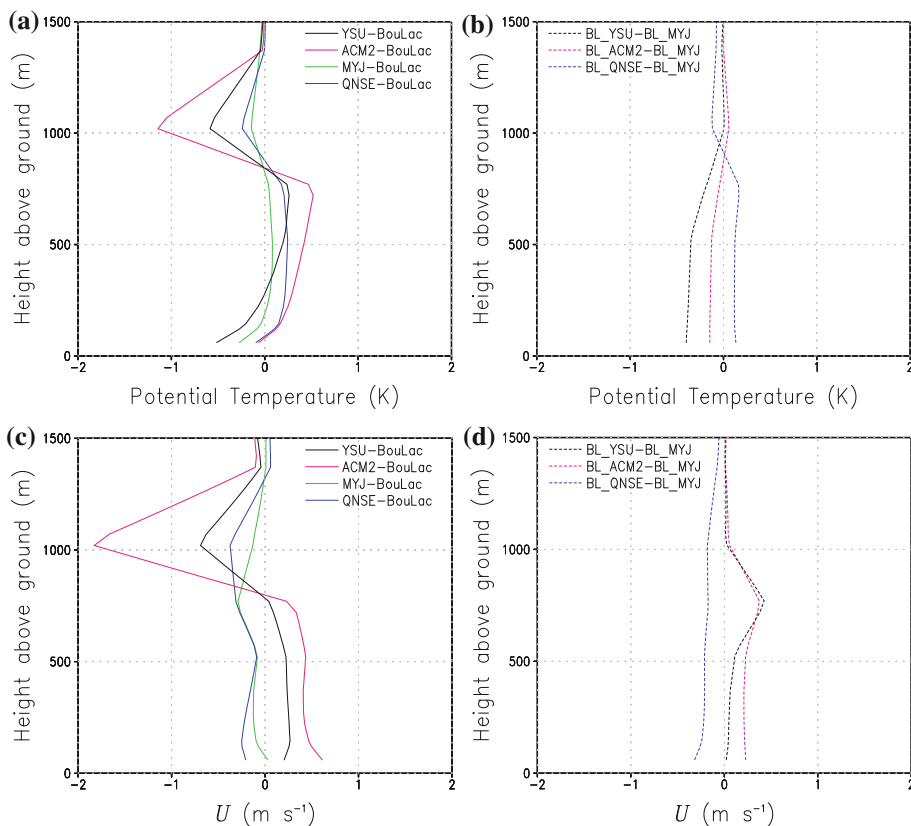 (a)
1500
1000
500
0
Height above ground (m)
YSU-BouLac
ACM2-BouLac
MYJ-BouLac
QNSE-BouLac
-2
-1
0
1
2
Potential Temperature (K)
(b)
1500
1000
500
0
Height above ground (m)
BL_YSU-BL_MYJ
BL_ACM2-BL_MYJ
BL_QNSE-BL_MYJ
-2
-1
0
1
2
Potential Temperature (K)
(c)
1500
1000
500
0
Height above ground (m)
YSU-BouLac
ACM2-BouLac
MYJ-BouLac
QNSE-BouLac
-2
-1
0
1
2
U (m s⁻¹)
(d)
1500
1000
500
0
Height above ground (m)
BL_YSU-BL_MYJ
BL_ACM2-BL_MYJ
BL_QNSE-BL_MYJ
-2
-1
0
1
2
U (m s⁻¹)